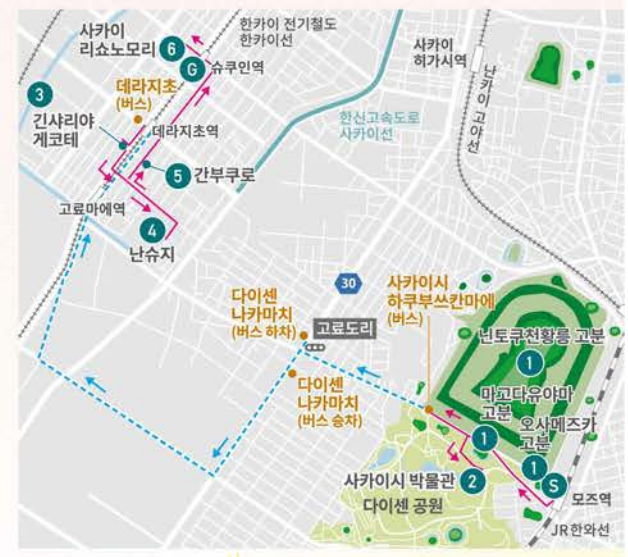 사카이
리쇼노모리
6
한카이 전기철도
한카이선
G
슈쿠인역
사카이
히가시역
난카이 고야선
3
데라지초
(버스)
긴샤리야
게코테
데라지초역
한신고속도로
사카이선
5
간부쿠로
고료마에역
4
난슈지
30
다이센
나카마치
(버스 하차)
고료도리
사카이시
하쿠부쓰칸마에
(버스)
닌토쿠천황릉 고분
1
다이센
나카마치
(버스 승차)
마고다유야마
고분
1
오사메즈카
고분
1
S
사카이시 박물관
2
다이센 공원
모즈역
JR한와선